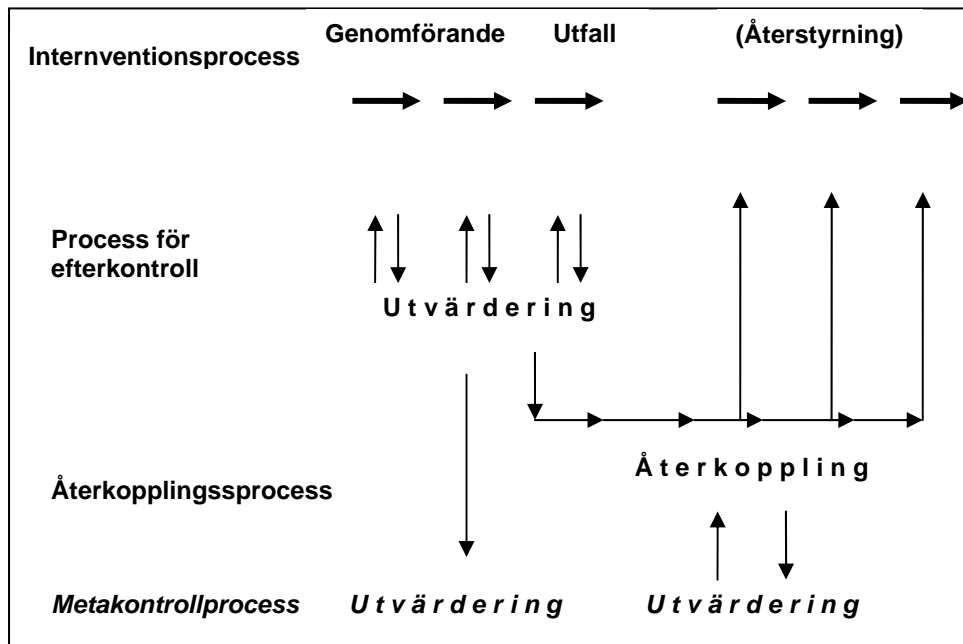 Genomförande Utfall (Återstyrning)
Internventionsprocess
Process för
efterkontroll
Utvärdering
Återkoppling
Återkopplingssprocess
Metakontrollprocess Utvärdering Utvärdering